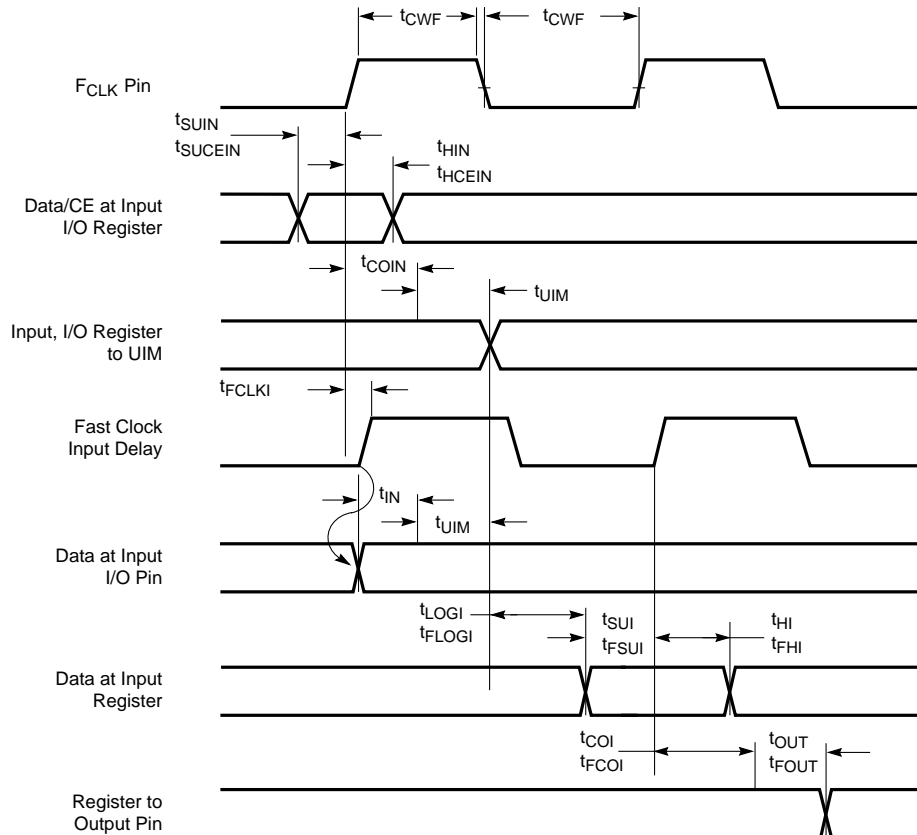 tCWF tCWF
FCLK Pin
tSUIN
tSUCEIN
tHIN
tHCEIN
Data/CE at Input
I/O Register
tCOIN
tUIM
Input, I/O Register
to UIM
tFCLKI
Fast Clock
Input Delay
tIN
tUIM
Data at Input
I/O Pin
tLOGI
tFLOGI
tSUI
tFSUI
tHI
tFHI
Data at Input
Register
tCOI
tFCOI
tOUT
tFOUT
Register to
Output Pin